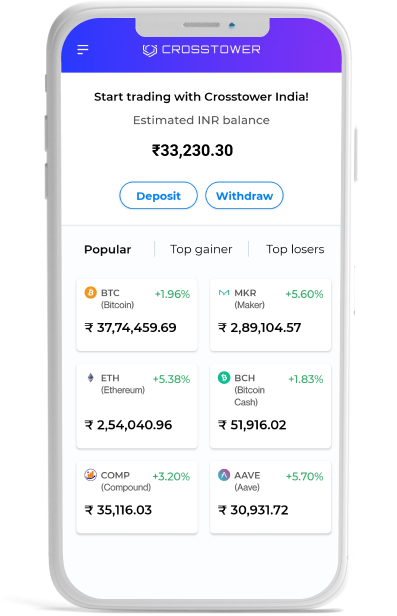 CROSSTOWER
Start trading with Crosstower India!
Estimated INR balance
₹33,230.30
Deposit Withdraw
Popular Top gainer Top losers
BTC +1.96%
(Bitcoin)
₹ 37,74,459.69
MKR +5.60%
(Maker)
₹ 2,89,104.57
ETH +5.38%
(Ethereum)
₹ 2,54,040.96
BCH +1.83%
(Bitcoin
Cash)
₹ 51,916.02
COMP +3.20%
(Compound)
₹ 35,116.03
AAVE +5.70%
(Aave)
₹ 30,931.72